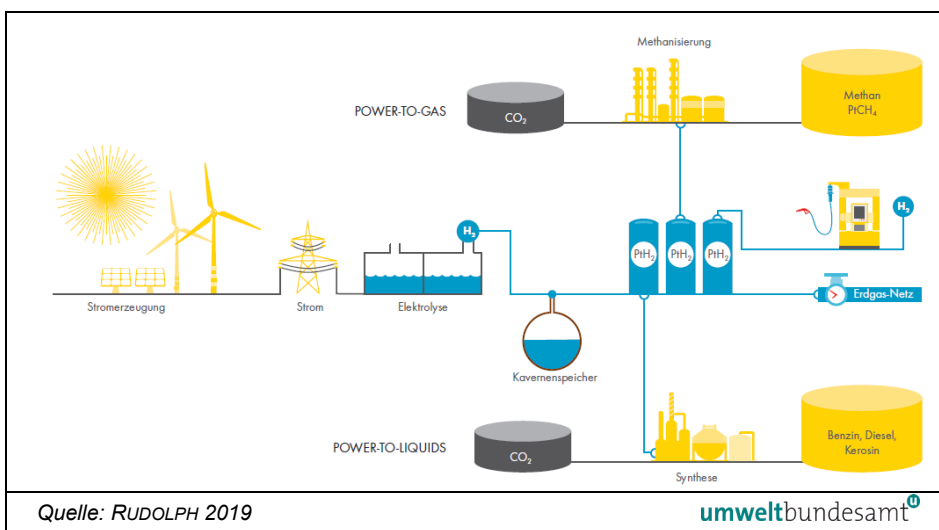 Methanisierung
POWER-TO-GAS
CO₂
Methan
PtCH₄
H₂
H₂
PtH₂
PtH₂
PtH₂
Stromerzeugung
Strom
Elektrolyse
Erdgas-Netz
Kavernenspeicher
POWER-TO-LIQUIDS
CO₂
Benzin, Diesel,
Kerosin
Synthese
Quelle: RUDOLPH 2019
umweltbundesamt
u